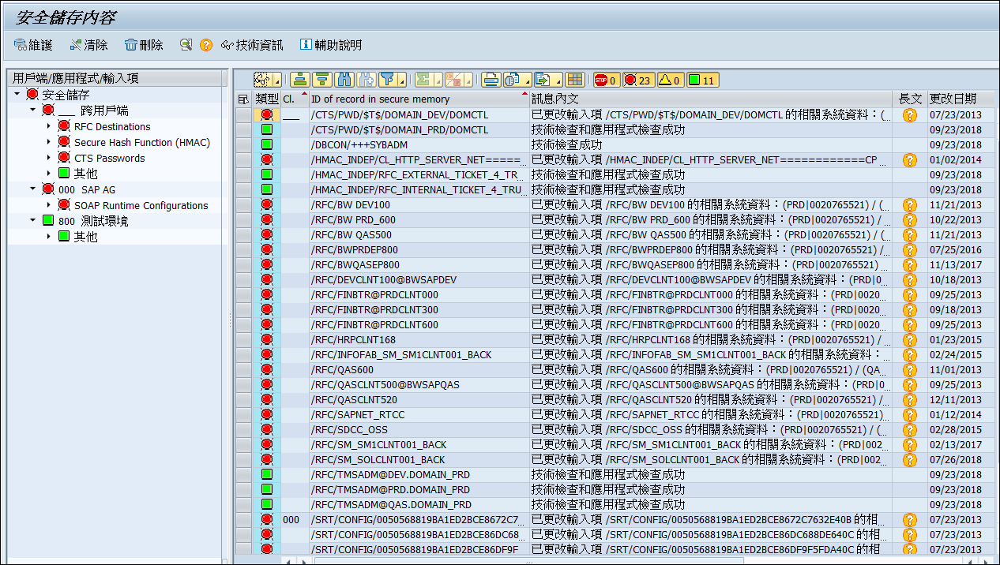 安全儲存內容
維護 清除 刪除 技術資訊 輔助說明
用戶端/應用程式/輸入項
安全儲存
___ 跨用戶端
RFC Destinations
Secure Hash Function (HMAC)
CTS Passwords
其他
000 SAP AG
SOAP Runtime Configurations
800 測試環境
其他
STOP 0 23 0 11
類型 Cl. ID of record in secure memory 訊息內文 長文 更改日期
___ /CTS/PWD/$T$/DOMAIN_DEV/DOMCTL 已更改輸入項 /CTS/PWD/$T$/DOMAIN_DEV/DOMCTL 的相關系統資料：(... 07/23/2013
/CTS/PWD/$T$/DOMAIN_PRD/DOMCTL 技術檢查和應用程式檢查成功 09/23/2018
/DBCON/+++SYBADM 技術檢查成功 09/23/2018
/HMAC_INDEP/CL_HTTP_SERVER_NET=====... 已更改輸入項 /HMAC_INDEP/CL_HTTP_SERVER_NET============CP 01/02/2014
/HMAC_INDEP/RFC_EXTERNAL_TICKET_4_TR... 技術檢查和應用程式檢查成功 09/23/2018
/HMAC_INDEP/RFC_INTERNAL_TICKET_4_TRU... 技術檢查和應用程式檢查成功 09/23/2018
/RFC/BW DEV100 已更改輸入項 /RFC/BW DEV100 的相關系統資料：(PRD|0020765521) / (... 11/21/2013
/RFC/BW PRD_600 已更改輸入項 /RFC/BW PRD_600 的相關系統資料：(PRD|0020765521) / ... 10/22/2013
/RFC/BW QAS500 已更改輸入項 /RFC/BW QAS500 的相關系統資料：(PRD|0020765521) / (... 11/21/2013
/RFC/BWPRDEP800 已更改輸入項 /RFC/BWPRDEP800 的相關系統資料：(PRD|0020765521) /... 07/25/2016
/RFC/BWQASEP800 已更改輸入項 /RFC/BWQASEP800 的相關系統資料：(PRD|0020765521) /... 11/13/2017
/RFC/DEVCLNT100@BWSAPDEV 已更改輸入項 /RFC/DEVCLNT100@BWSAPDEV 的相關系統資料：(PRD|0... 10/18/2013
/RFC/FINBTR@PRDCLNT000 已更改輸入項 /RFC/FINBTR@PRDCLNT000 的相關系統資料：(PRD|0020... 09/25/2013
/RFC/FINBTR@PRDCLNT300 已更改輸入項 /RFC/FINBTR@PRDCLNT300 的相關系統資料：(PRD|0020... 09/18/2013
/RFC/FINBTR@PRDCLNT600 已更改輸入項 /RFC/FINBTR@PRDCLNT600 的相關系統資料：(PRD|0020... 09/25/2013
/RFC/HRPCLNT168 已更改輸入項 /RFC/HRPCLNT168 的相關系統資料：(PRD|0020765521) /... 01/23/2015
/RFC/INFOFAB_SM_SM1CLNT001_BACK 已更改輸入項 /RFC/INFOFAB_SM_SM1CLNT001_BACK 的相關系統資料：... 02/24/2015
/RFC/QAS600 已更改輸入項 /RFC/QAS600 的相關系統資料：(PRD|0020765521) / (QA... 11/01/2013
/RFC/QASCLNT500@BWSAPQAS 已更改輸入項 /RFC/QASCLNT500@BWSAPQAS 的相關系統資料：(PRD|0... 09/25/2013
/RFC/QASCLNT520 已更改輸入項 /RFC/QASCLNT520 的相關系統資料：(PRD|0020765521) /... 12/11/2013
/RFC/SAPNET_RTCC 已更改輸入項 /RFC/SAPNET_RTCC 的相關系統資料：(PRD|0020765521)... 01/12/2014
/RFC/SDCC_OSS 已更改輸入項 /RFC/SDCC_OSS 的相關系統資料：(PRD|0020765521) / (... 02/28/2015
/RFC/SM_SM1CLNT001_BACK 已更改輸入項 /RFC/SM_SM1CLNT001_BACK 的相關系統資料：(PRD|002... 02/13/2017
/RFC/SM_SOLCLNT001_BACK 已更改輸入項 /RFC/SM_SOLCLNT001_BACK 的相關系統資料：(PRD|002... 07/26/2018
/RFC/TMSADM@DEV.DOMAIN_PRD 技術檢查和應用程式檢查成功 09/23/2018
/RFC/TMSADM@PRD.DOMAIN_PRD 技術檢查和應用程式檢查成功 09/23/2018
/RFC/TMSADM@QAS.DOMAIN_PRD 技術檢查和應用程式檢查成功 09/23/2018
000 /SRT/CONFIG/0050568819BA1ED2BCE8672C7... 已更改輸入項 /SRT/CONFIG/0050568819BA1ED2BCE8672C7632E40B 的相 07/23/2013
/SRT/CONFIG/0050568819BA1ED2BCE86DC68... 已更改輸入項 /SRT/CONFIG/0050568819BA1ED2BCE86DC688DE640C 的相 07/23/2013
/SRT/CONFIG/0050568819BA1ED2BCE86DF9F 已更改輸入項 /SRT/CONFIG/0050568819BA1ED2BCE86DF9F5FDA40C 的相 07/23/2013